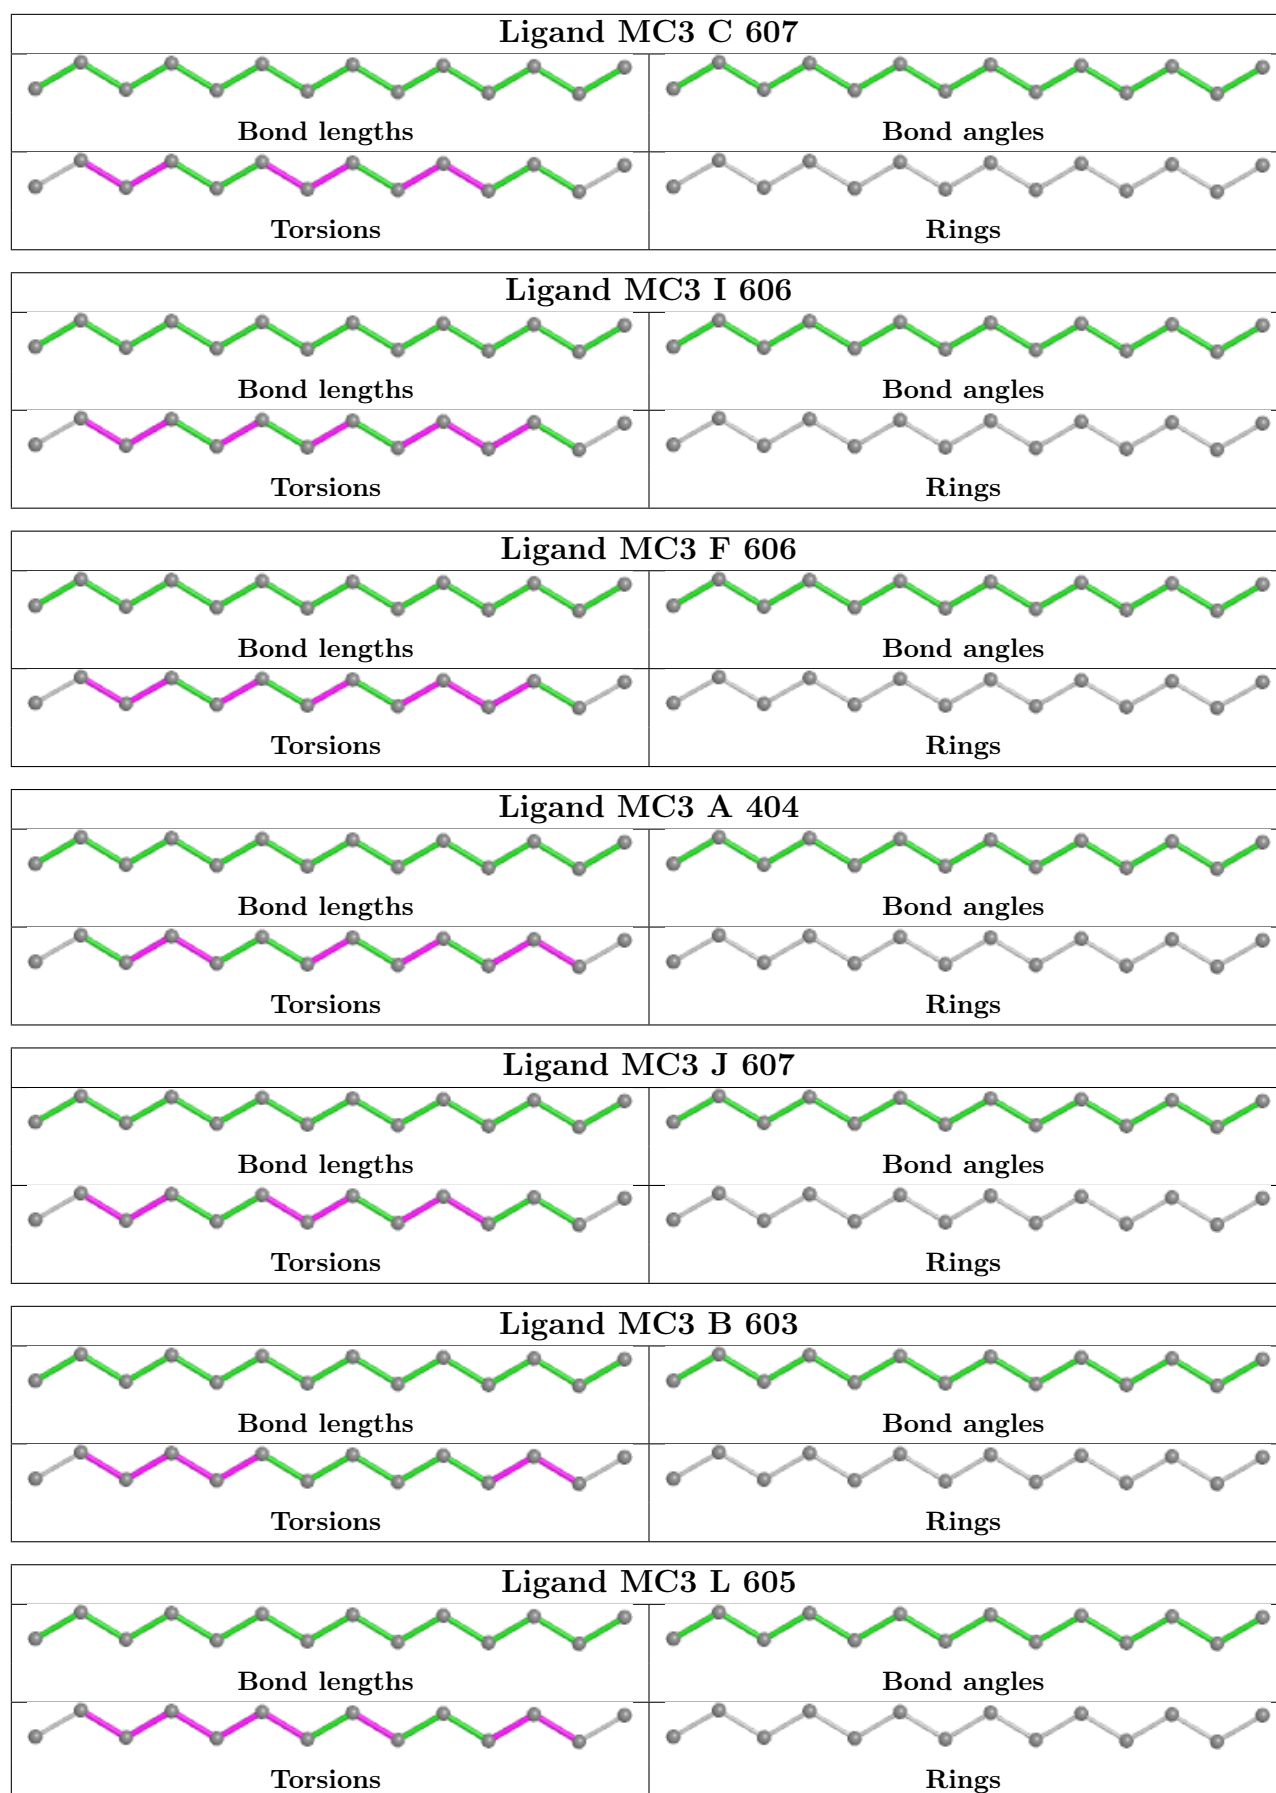 Ligand MC3 C 607
Bond lengths Bond angles
Torsions Rings
Ligand MC3 I 606
Bond lengths Bond angles
Torsions Rings
Ligand MC3 F 606
Bond lengths Bond angles
Torsions Rings
Ligand MC3 A 404
Bond lengths Bond angles
Torsions Rings
Ligand MC3 J 607
Bond lengths Bond angles
Torsions Rings
Ligand MC3 B 603
Bond lengths Bond angles
Torsions Rings
Ligand MC3 L 605
Bond lengths Bond angles
Torsions Rings